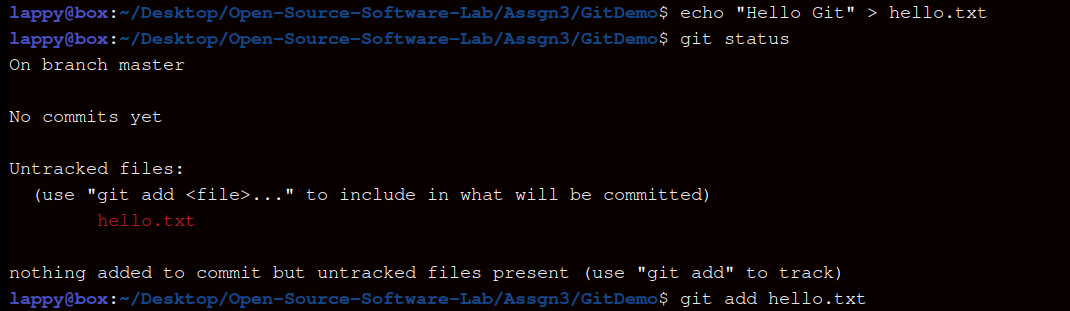 lappy@box:~/Desktop/Open-Source-Software-Lab/Assgn3/GitDemo$ echo "Hello Git" > hello.txt
lappy@box:~/Desktop/Open-Source-Software-Lab/Assgn3/GitDemo$ git status
On branch master
No commits yet
Untracked files:
(use "git add <file>..." to include in what will be committed)
hello.txt
nothing added to commit but untracked files present (use "git add" to track)
lappy@box:~/Desktop/Open-Source-Software-Lab/Assgn3/GitDemo$ git add hello.txt